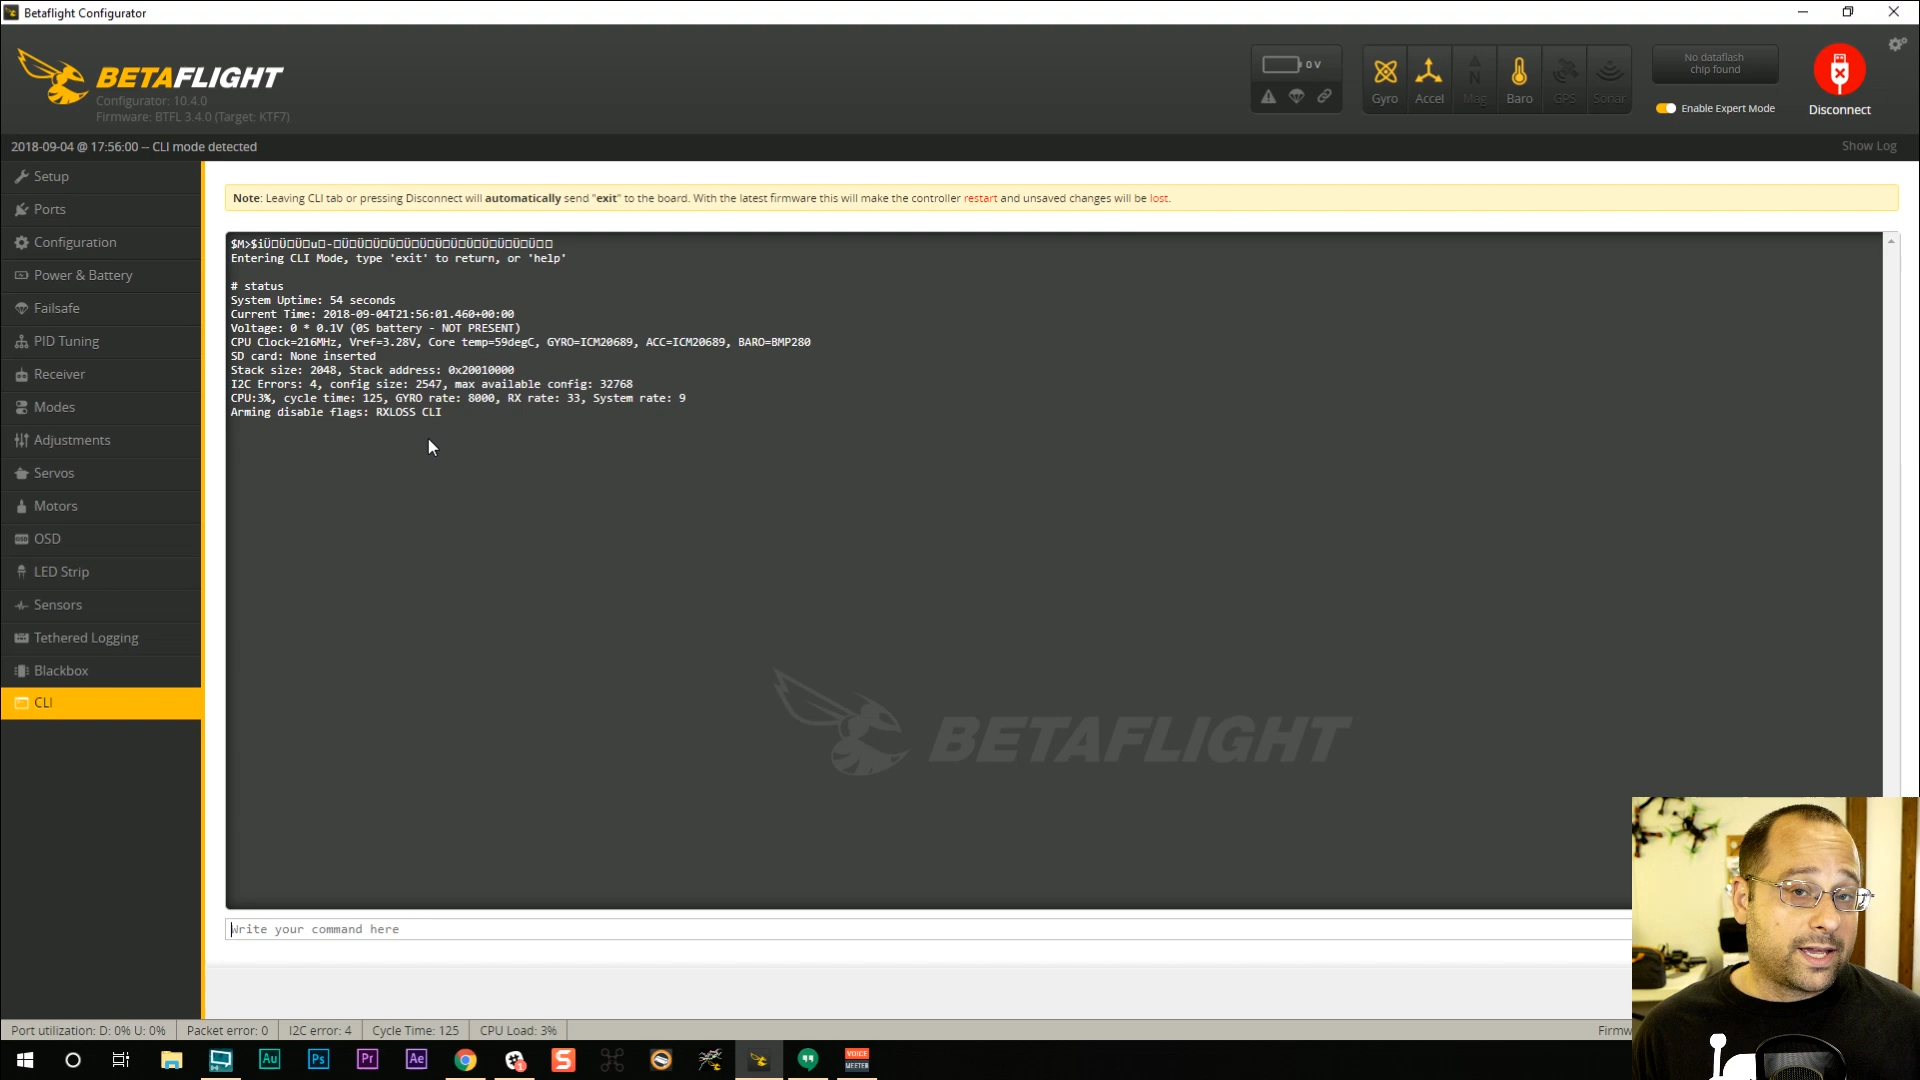 Betaflight Configurator
BETAFLIGHT
Configurator: 10.4.0
Firmware: BTFL 3.4.0 (Target: KTF7)
0 V
Gyro
Accel
Mag
Baro
GPS
Sonar
No dataflash
chip found
Enable Expert Mode
Disconnect
2018-09-04 @ 17:56:00 -- CLI mode detected
Show Log
Setup
Ports
Configuration
Power & Battery
Failsafe
PID Tuning
Receiver
Modes
Adjustments
Servos
Motors
OSD
LED Strip
Sensors
Tethered Logging
Blackbox
CLI
Note: Leaving CLI tab or pressing Disconnect will automatically send "exit" to the board. With the latest firmware this will make the controller restart and unsaved changes will be lost.
Entering CLI Mode, type 'exit' to return, or 'help'
# status
System Uptime: 54 seconds
Current Time: 2018-09-04T21:56:01.460+00:00
Voltage: 0 * 0.1V (0S battery - NOT PRESENT)
CPU Clock=216MHz, Vref=3.28V, Core temp=59degC, GYRO=ICM20689, ACC=ICM20689, BARO=BMP280
SD card: None inserted
Stack size: 2048, Stack address: 0x20010000
I2C Errors: 4, config size: 2547, max available config: 32768
CPU:3%, cycle time: 125, GYRO rate: 8000, RX rate: 33, System rate: 9
Arming disable flags: RXLOSS CLI
BETAFLIGHT
Write your command here
Port utilization: D: 0% U: 0%
Packet error: 0
I2C error: 4
Cycle Time: 125
CPU Load: 3%
Firmw
Au
Ps
Pr
Ae
S
VOICE
MEETER